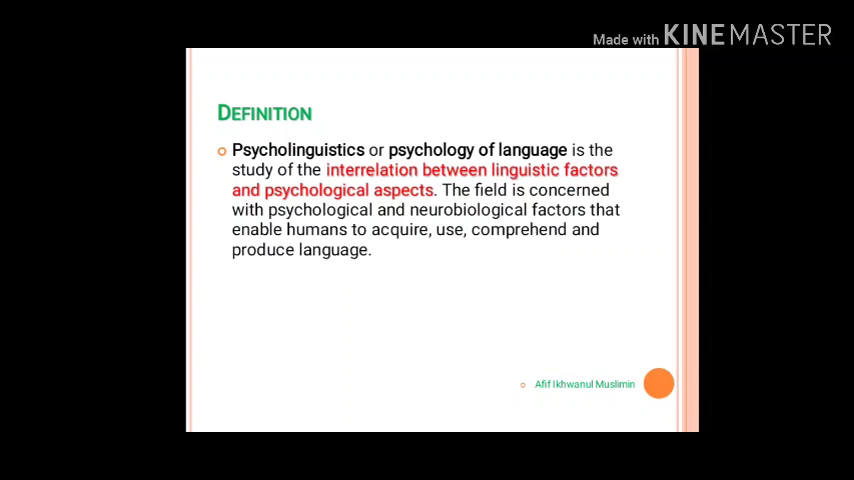 Made with KINEMASTER
DEFINITION
Psycholinguistics or psychology of language is the
study of the interrelation between linguistic factors
and psychological aspects. The field is concerned
with psychological and neurobiological factors that
enable humans to acquire, use, comprehend and
produce language.
Afif Ikhwanul Muslimin